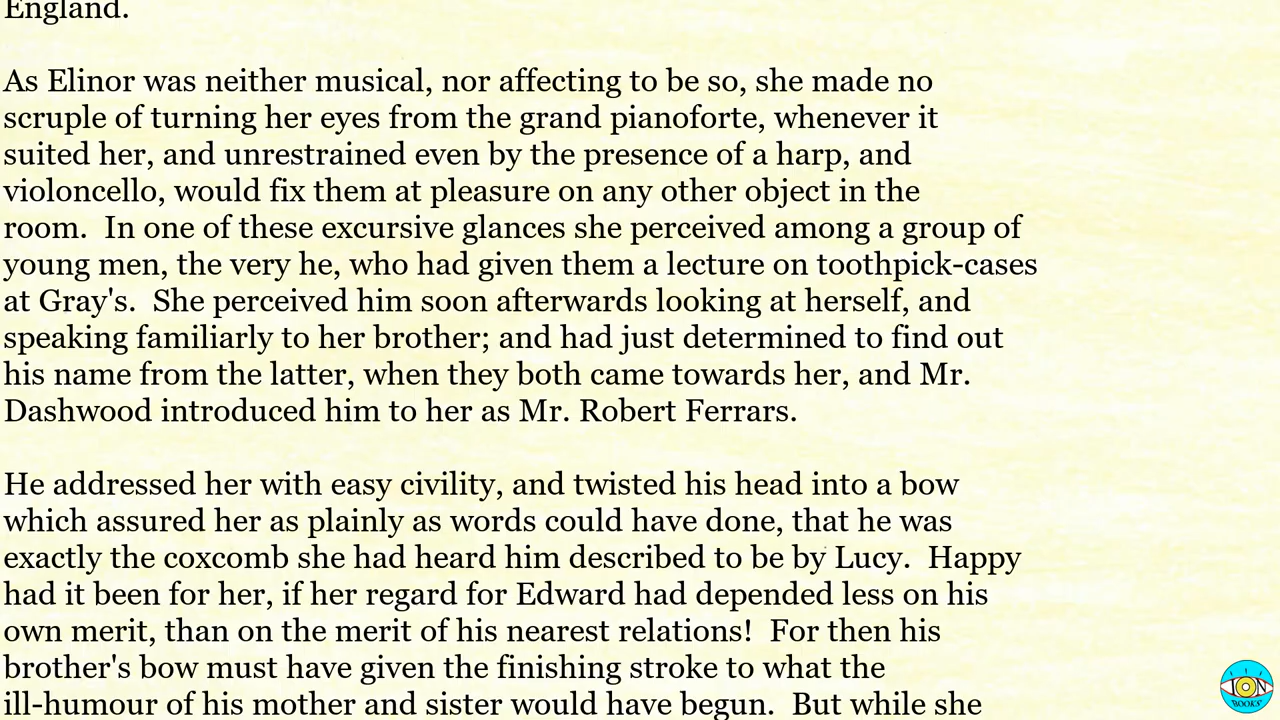 England.
As Elinor was neither musical, nor affecting to be so, she made no
scruple of turning her eyes from the grand pianoforte, whenever it
suited her, and unrestrained even by the presence of a harp, and
violoncello, would fix them at pleasure on any other object in the
room.  In one of these excursive glances she perceived among a group of
young men, the very he, who had given them a lecture on toothpick-cases
at Gray's.  She perceived him soon afterwards looking at herself, and
speaking familiarly to her brother; and had just determined to find out
his name from the latter, when they both came towards her, and Mr.
Dashwood introduced him to her as Mr. Robert Ferrars.
He addressed her with easy civility, and twisted his head into a bow
which assured her as plainly as words could have done, that he was
exactly the coxcomb she had heard him described to be by Lucy.  Happy
had it been for her, if her regard for Edward had depended less on his
own merit, than on the merit of his nearest relations!  For then his
brother's bow must have given the finishing stroke to what the
ill-humour of his mother and sister would have begun.  But while she
ION
BOOKS